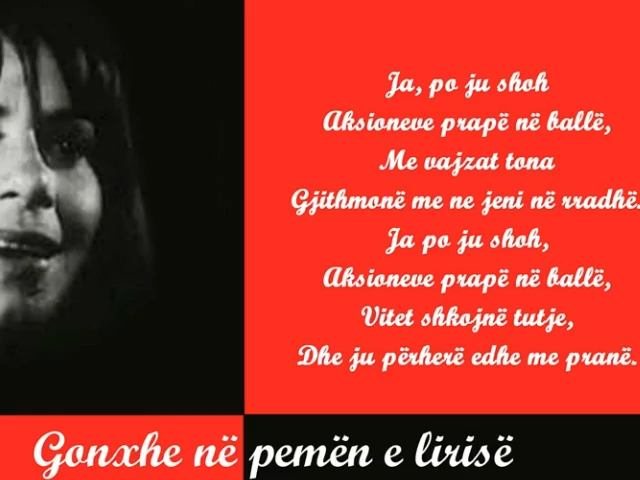 Ja, po ju shoh
Aksioneve prapë në ballë,
Me vajzat tona
Gjithmonë me ne jeni në rradhë.
Ja po ju shoh,
Aksioneve prapë në ballë,
Vitet shkojnë tutje,
Dhe ju përherë edhe me pranë.
Gonxhe në pemën e lirisë